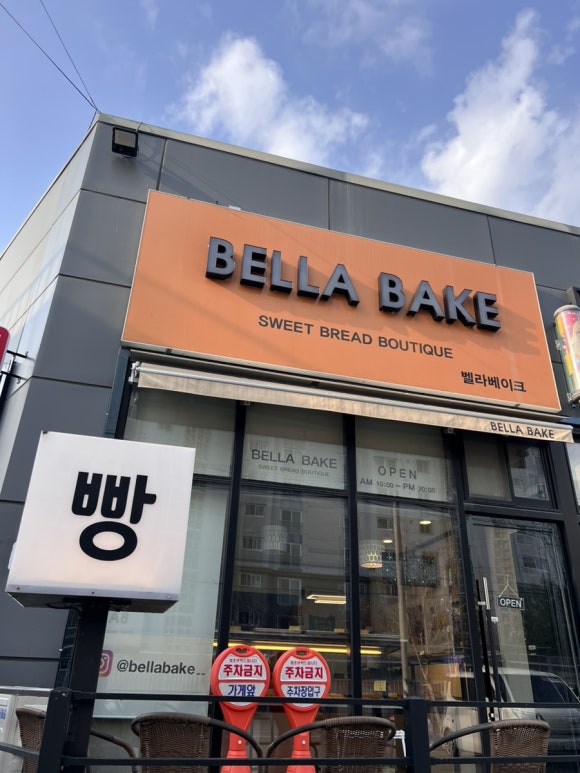 BELLA BAKE
SWEET BREAD BOUTIQUE
벨라베이크
BELLA BAKE
BELLA BAKE
SWEET BREAD BOUTIQUE
OPEN
AM 10:00~PM 20:00
빵
OPEN
@bellabake__
주차금지
가게앞
주차금지
주차장입구